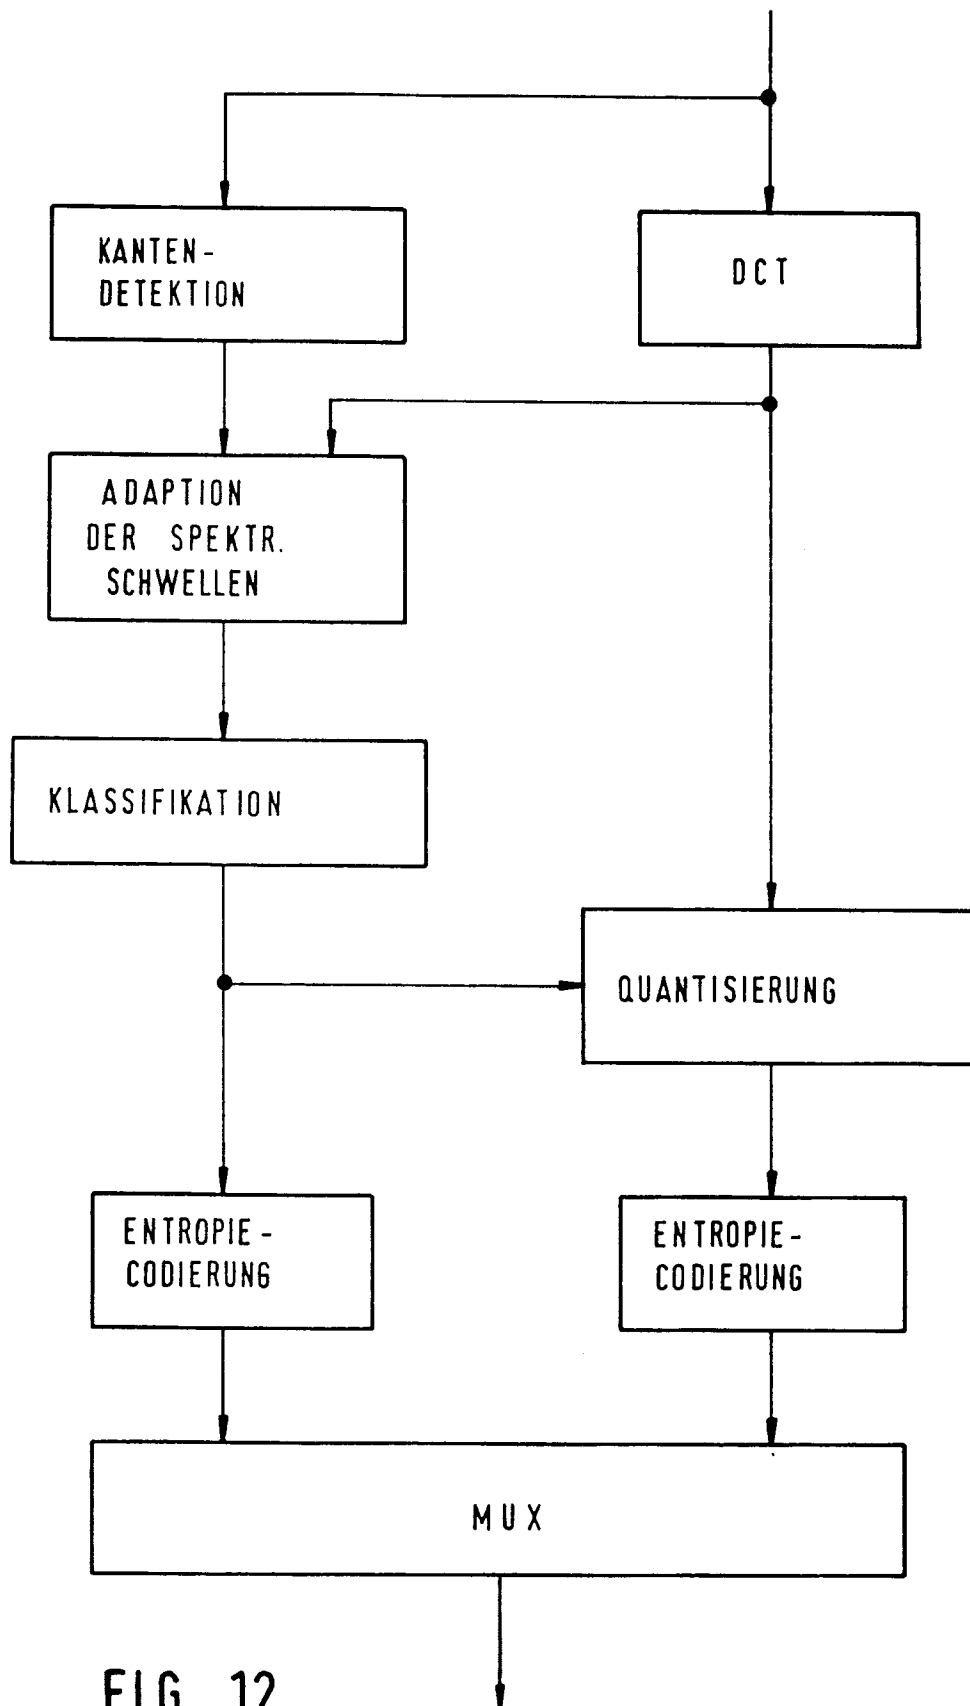 KANTEN-
DETEKTION
DCT
ADAPTION
DER SPEKTR.
SCHWELLEN
KLASSIFIKATION
QUANTISIERUNG
ENTROPIE-
CODIERUNG
ENTROPIE-
CODIERUNG
MUX
FIG. 12